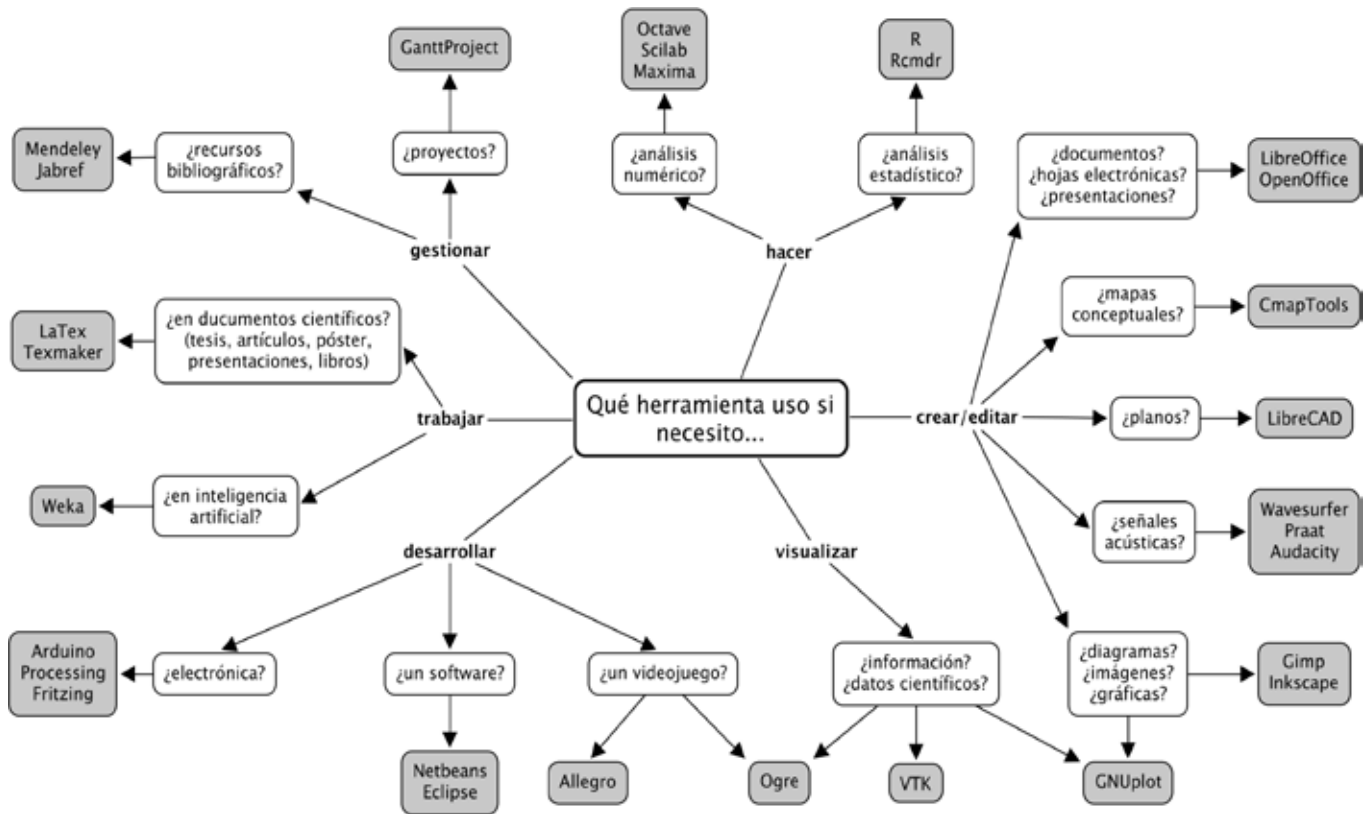 GanttProject
Octave
Scilab
Maxima
R
Rcmdr
Mendeley
Jabref
¿recursos
bibliográficos?
¿proyectos?
¿análisis
numérico?
¿análisis
estadístico?
¿documentos?
¿hojas electrónicas?
¿presentaciones?
LibreOffice
OpenOffice
gestionar
hacer
¿mapas
conceptuales?
CmapTools
LaTex
Texmaker
¿en ducumentos científicos?
(tesis, artículos, póster,
presentaciones, libros)
Qué herramienta uso si
necesito...
trabajar
crear/editar
¿planos?
LibreCAD
Weka
¿en inteligencia
artificial?
¿señales
acústicas?
Wavesurfer
Praat
Audacity
desarrollar
visualizar
Arduino
Processing
Fritzing
¿electrónica?
¿un software?
¿un videojuego?
¿información?
¿datos científicos?
¿diagramas?
¿imágenes?
¿gráficas?
Gimp
Inkscape
Netbeans
Eclipse
Allegro
Ogre
VTK
GNUplot